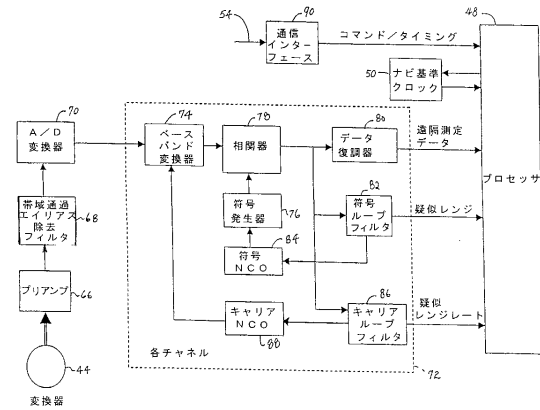 54
90
通信
インター
フェース
コマンド/タイミング
48
50
ナビ基準
クロック
70
A/D
変換器
74
ベース
バンド
変換器
78
相関器
80
データ
復調器
遠隔測定
データ
プロセッサ
帯域通過
エイリアス
除去
フィルタ
68
符号
発生器
76
82
符号
ループ
フィルタ
疑似レンジ
84
符号
NCO
プリアンプ
66
86
キャリア
NCO
88
キャリア
ループ
フィルタ
疑似
レンジレート
44
変換器
各チャネル
72